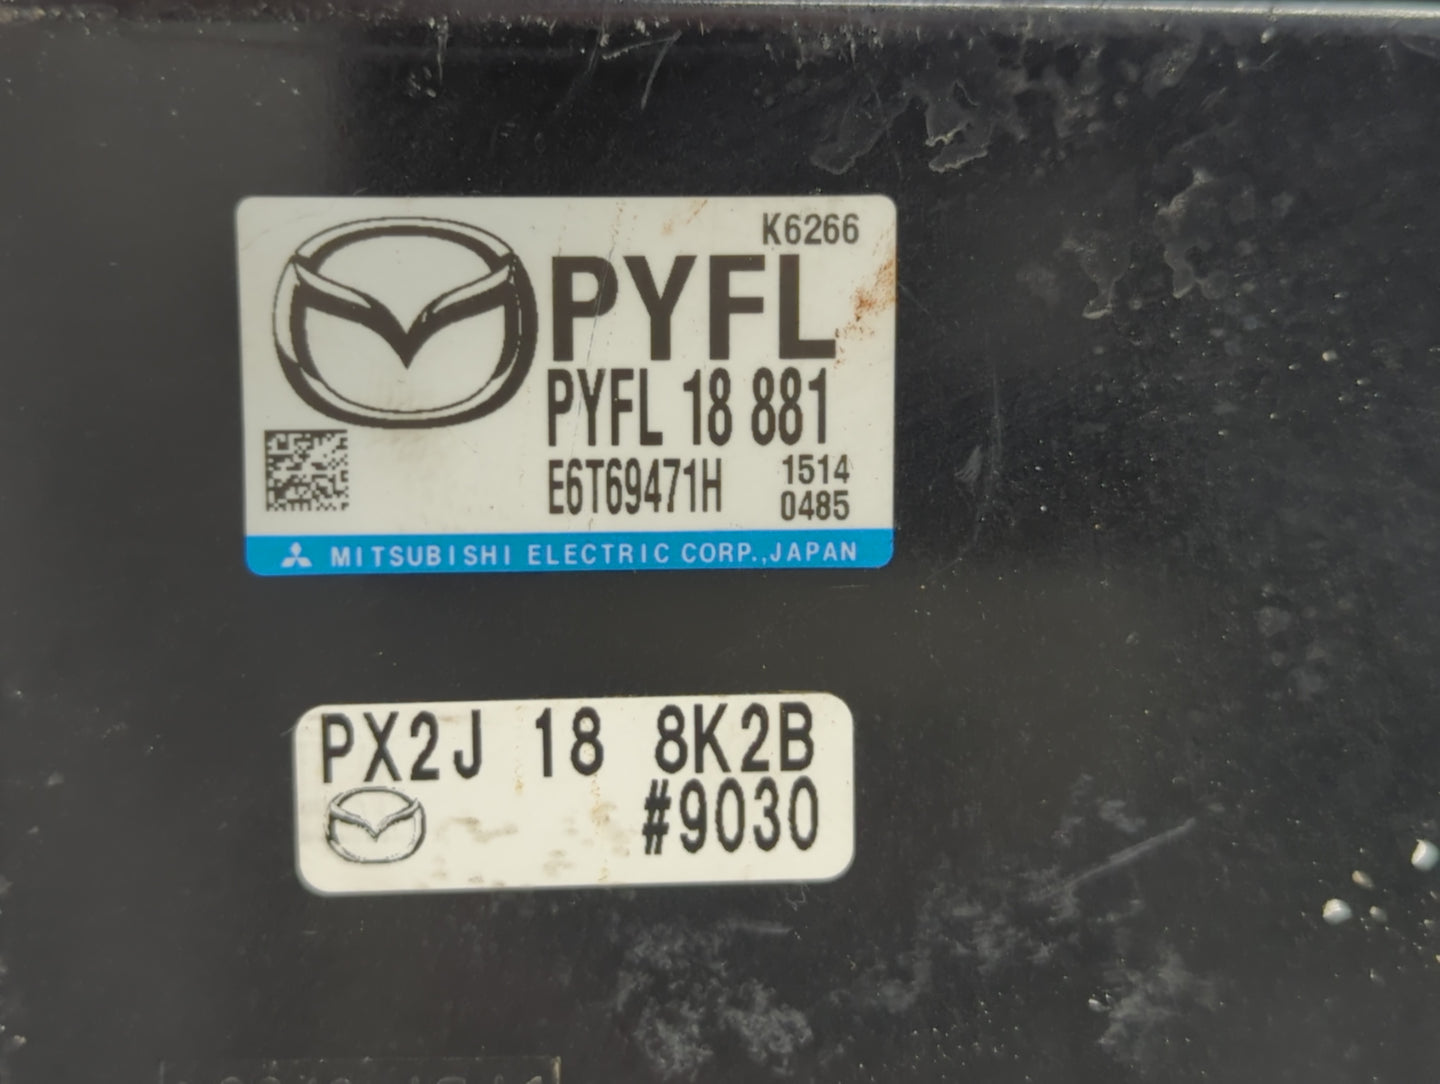 K6266
PYFL
PYFL 18 881
E6T69471H 1514
0485
MITSUBISHI ELECTRIC CORP.,JAPAN
PX2J 18 8K2B
#9030